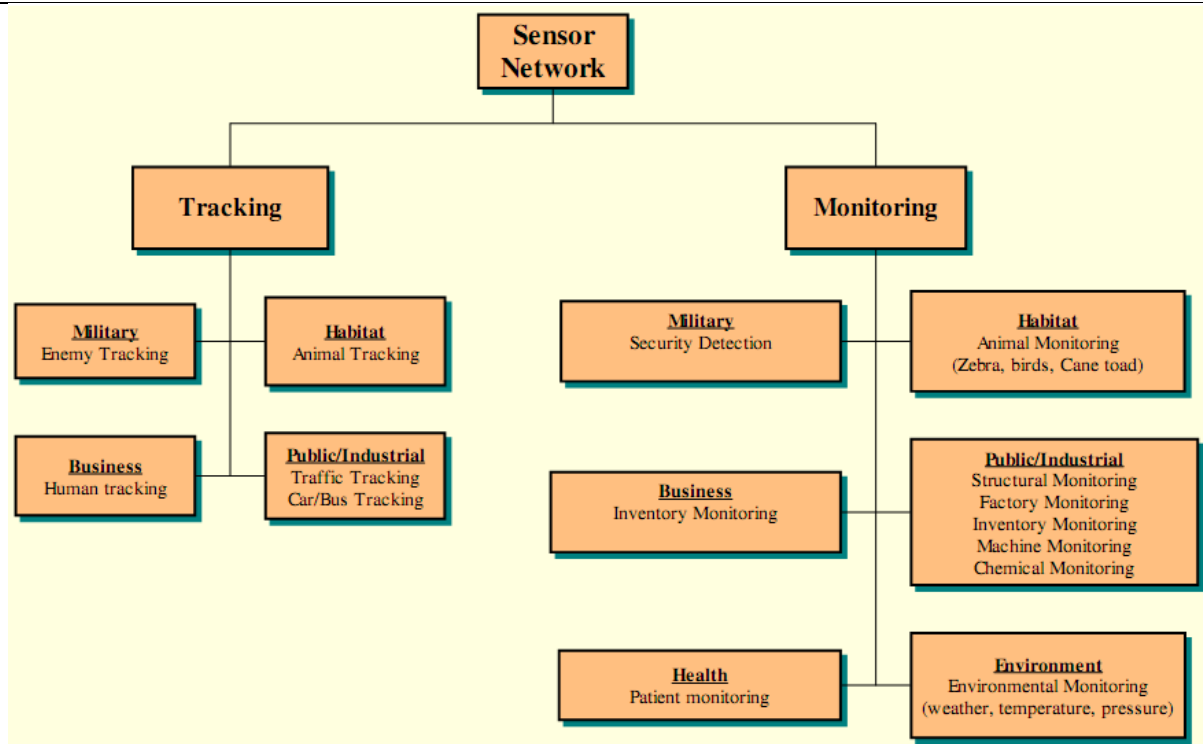 Sensor
Network
Tracking
Monitoring
Military
Enemy Tracking
Habitat
Animal Tracking
Business
Human tracking
Public/Industrial
Traffic Tracking
Car/Bus Tracking
Military
Security Detection
Habitat
Animal Monitoring
(Zebra, birds, Cane toad)
Business
Inventory Monitoring
Public/Industrial
Structural Monitoring
Factory Monitoring
Inventory Monitoring
Machine Monitoring
Chemical Monitoring
Health
Patient monitoring
Environment
Environmental Monitoring
(weather, temperature, pressure)